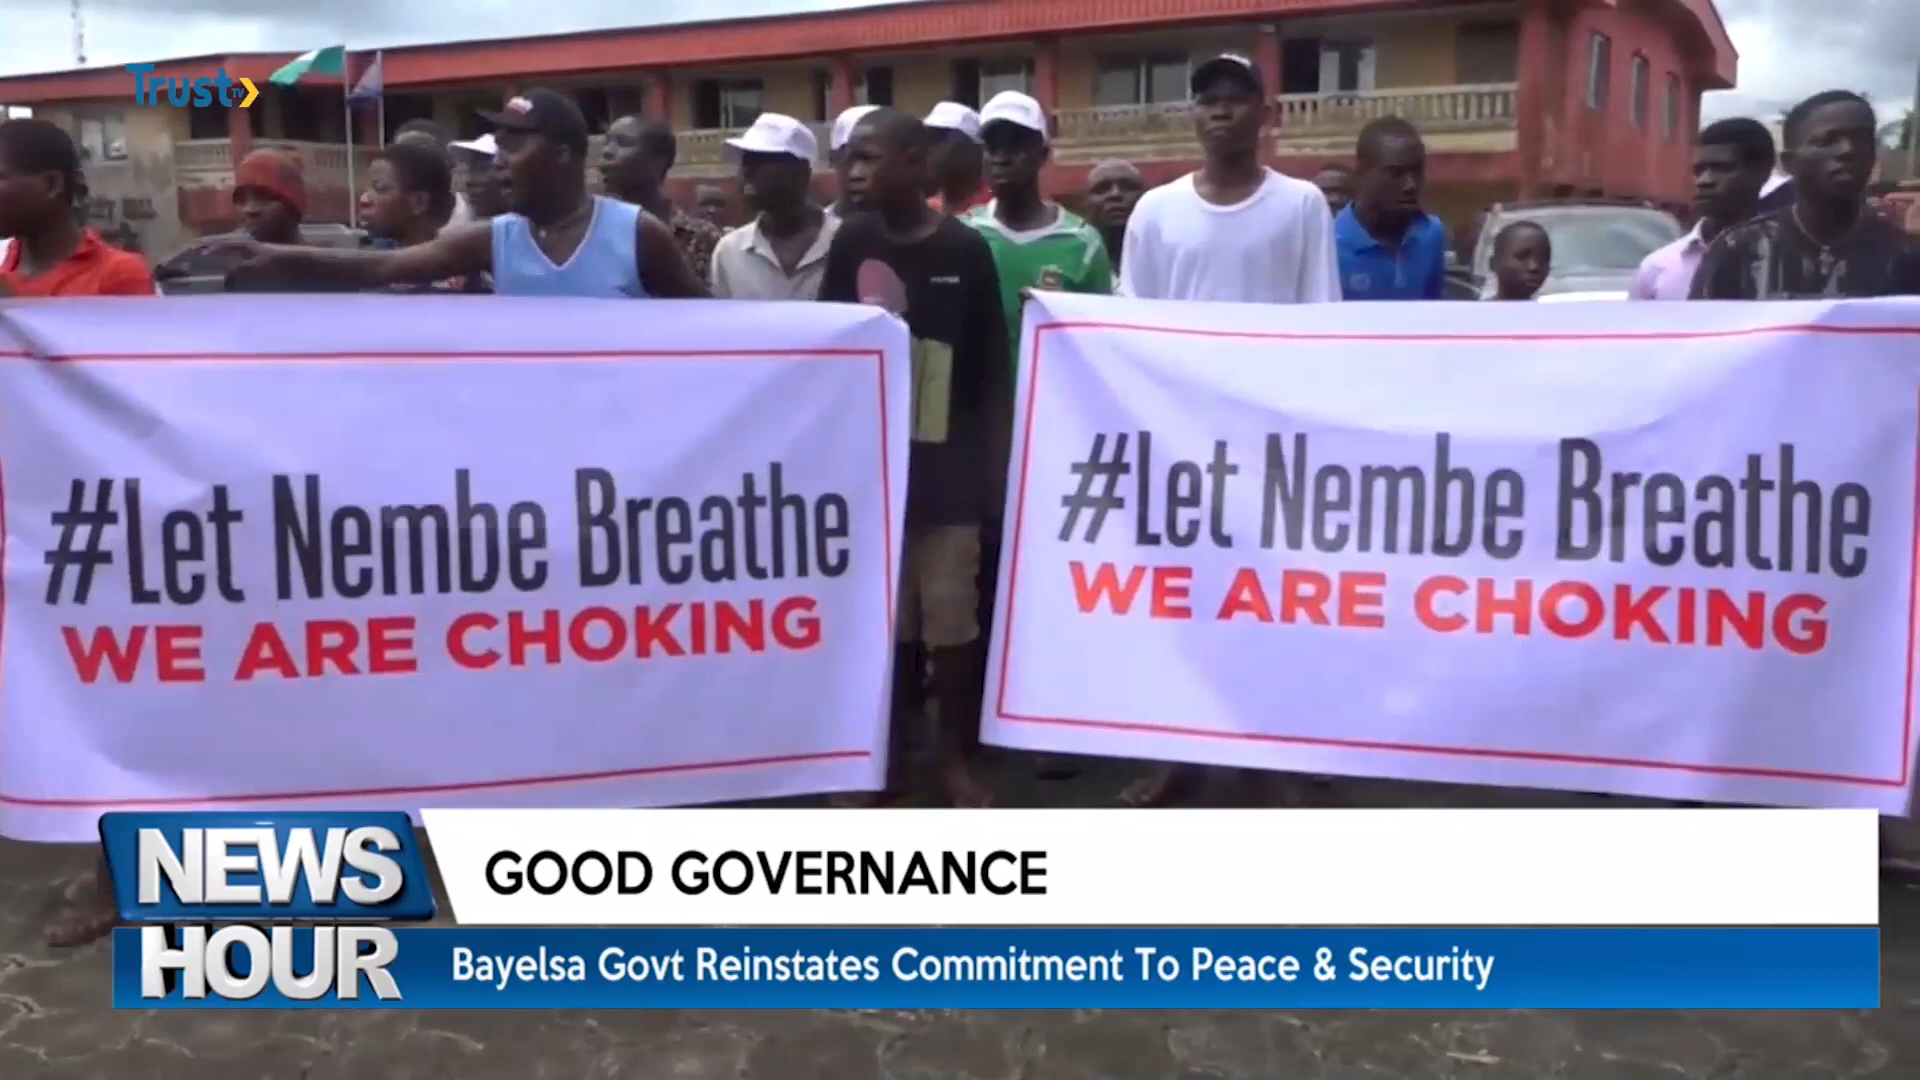 Trust TV
#Let Nembe Breathe
WE ARE CHOKING
#Let Nembe Breathe
WE ARE CHOKING
NEWS
HOUR
GOOD GOVERNANCE
Bayelsa Govt Reinstates Commitment To Peace & Security